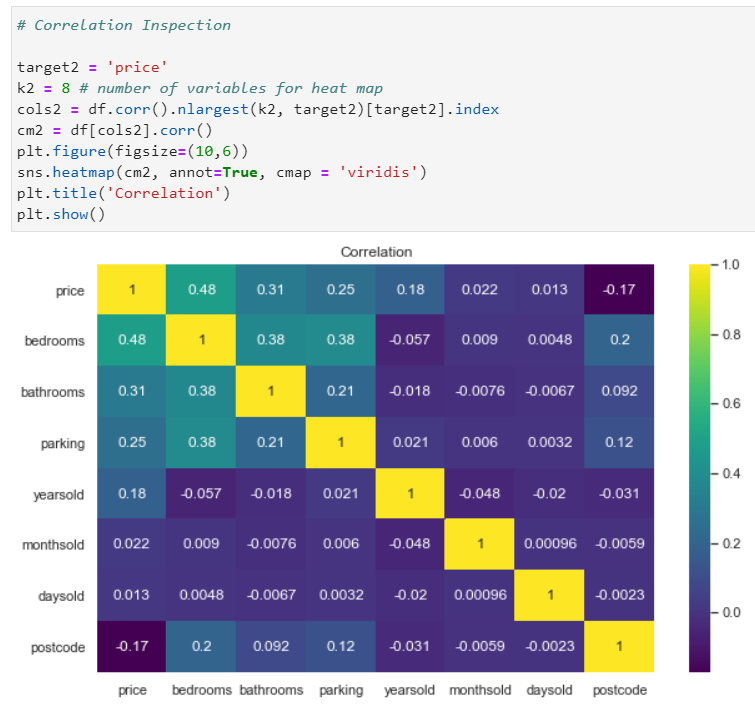 # Correlation Inspection
target2 = 'price'
k2 = 8 # number of variables for heat map
cols2 = df.corr().nlargest(k2, target2)[target2].index
cm2 = df[cols2].corr()
plt.figure(figsize=(10,6))
sns.heatmap(cm2, annot=True, cmap = 'viridis')
plt.title('Correlation')
plt.show()
Correlation
price 1 0.48 0.31 0.25 0.18 0.022 0.013 -0.17
bedrooms 0.48 1 0.38 0.38 -0.057 0.009 0.0048 0.2
bathrooms 0.31 0.38 1 0.21 -0.018 -0.0076 -0.0067 0.092
parking 0.25 0.38 0.21 1 0.021 0.006 0.0032 0.12
yearsold 0.18 -0.057 -0.018 0.021 1 -0.048 -0.02 -0.031
monthsold 0.022 0.009 -0.0076 0.006 -0.048 1 0.00096 -0.0059
daysold 0.013 0.0048 -0.0067 0.0032 -0.02 0.00096 1 -0.0023
postcode -0.17 0.2 0.092 0.12 -0.031 -0.0059 -0.0023 1
price bedrooms bathrooms parking yearsold monthsold daysold postcode
1.0
0.8
0.6
0.4
0.2
0.0